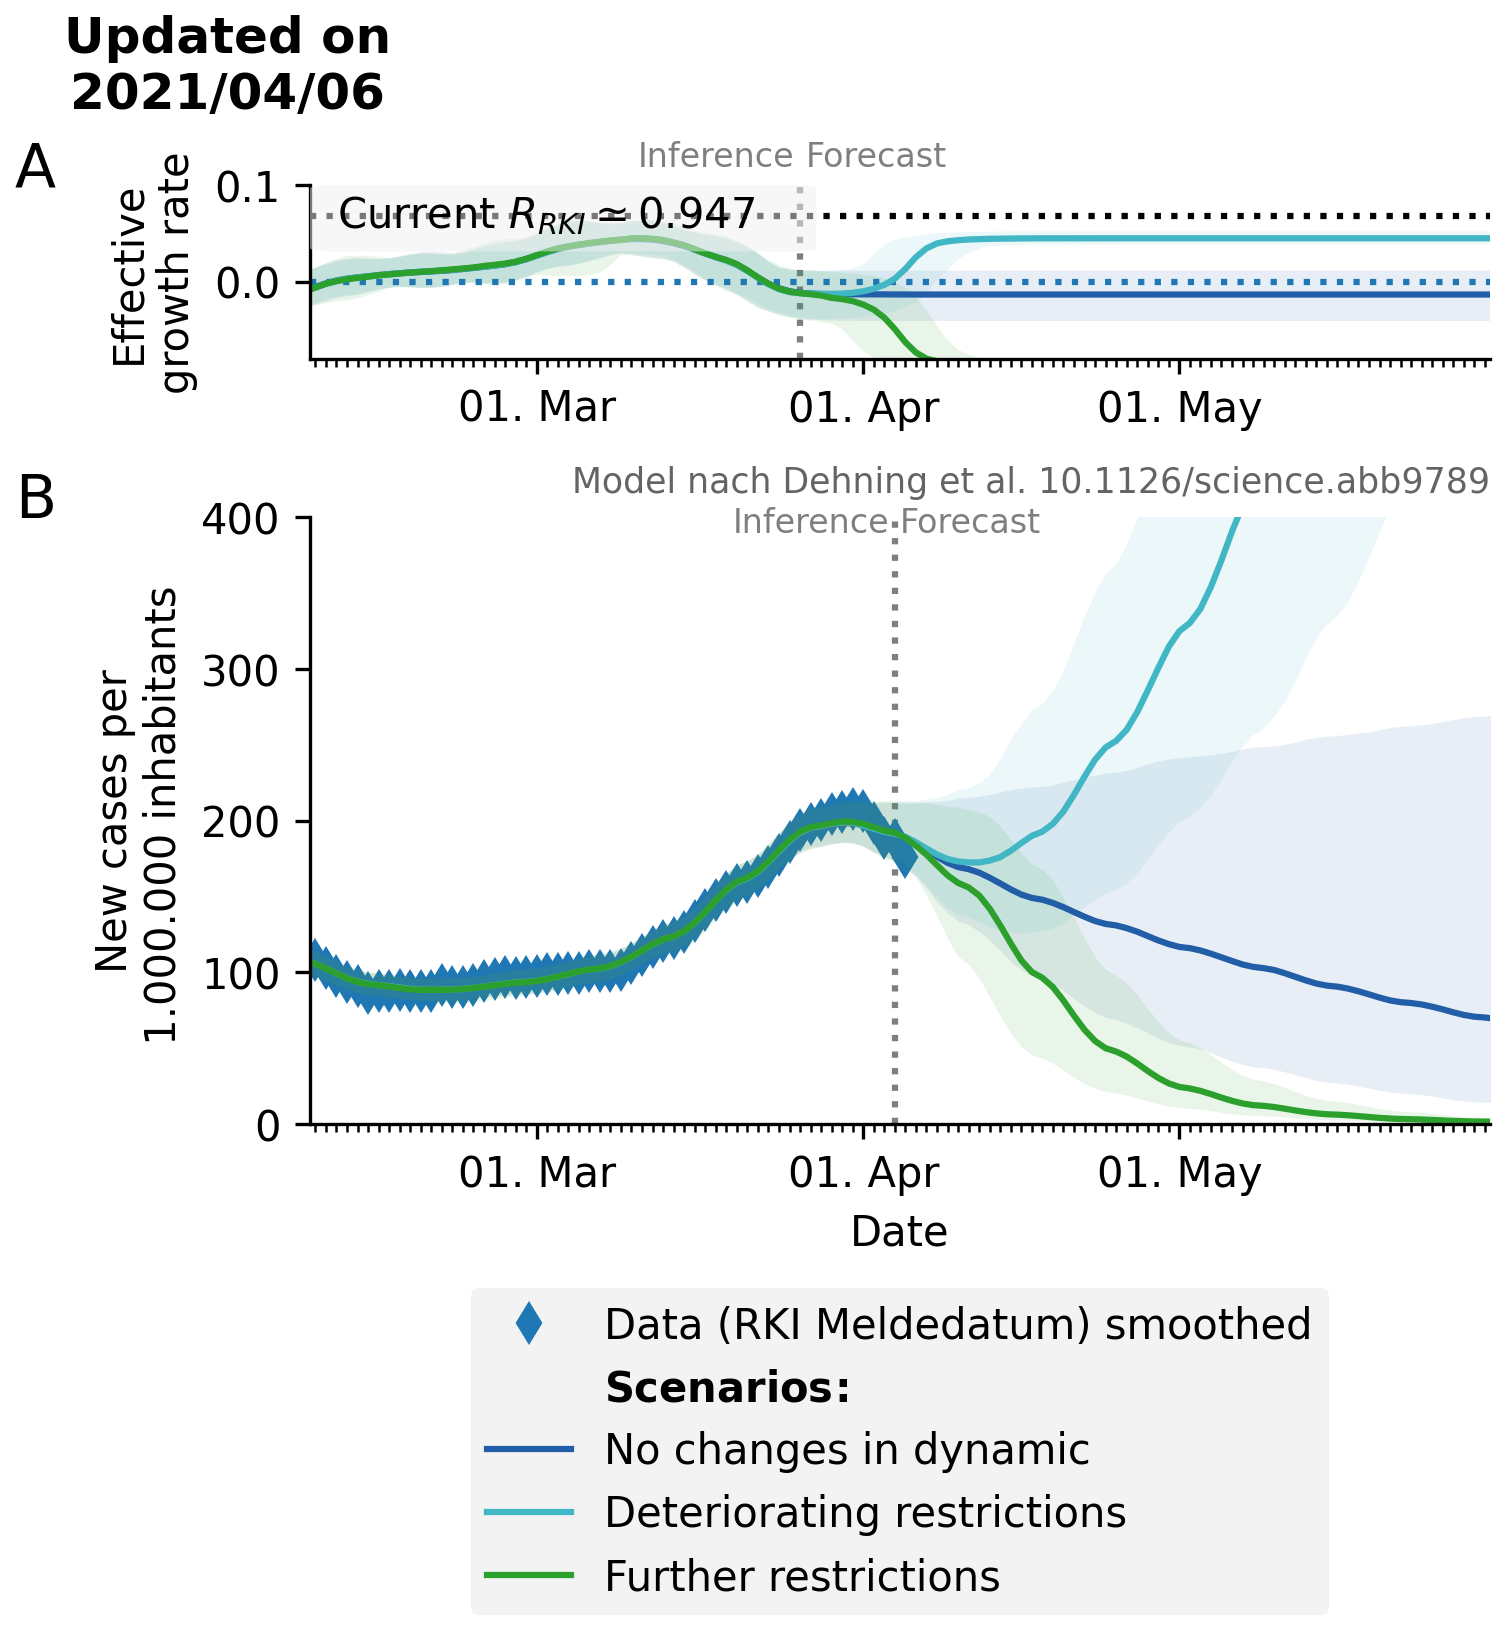 Updated on
2021/04/06
A
Inference Forecast
Effective
growth rate
0.1
0.0
Current R_RKI ≃ 0.947
01. Mar
01. Apr
01. May
B
Model nach Dehning et al. 10.1126/science.abb9789
Inference Forecast
New cases per
1.000.000 inhabitants
400
300
200
100
0
01. Mar
01. Apr
01. May
Date
Data (RKI Meldedatum) smoothed
Scenarios:
No changes in dynamic
Deteriorating restrictions
Further restrictions